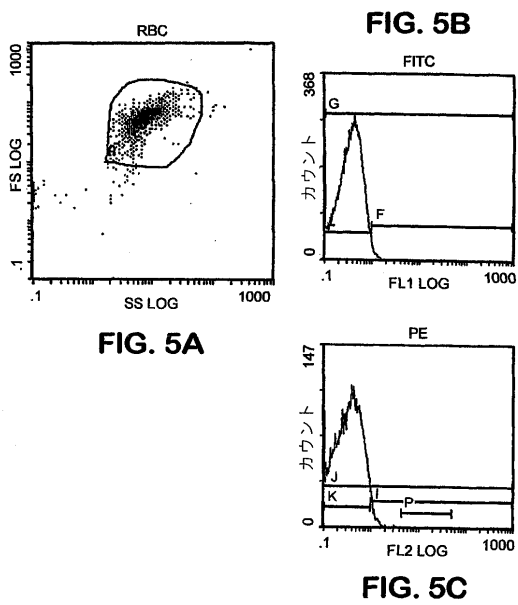 RBC
1000
FS LOG
.1
.1
SS LOG
1000
FIG. 5A
FIG. 5B
FITC
368
G
カウント
F
0
.1
FL1 LOG
1000
PE
147
カウント
J
K
I
P
0
.1
FL2 LOG
1000
FIG. 5C